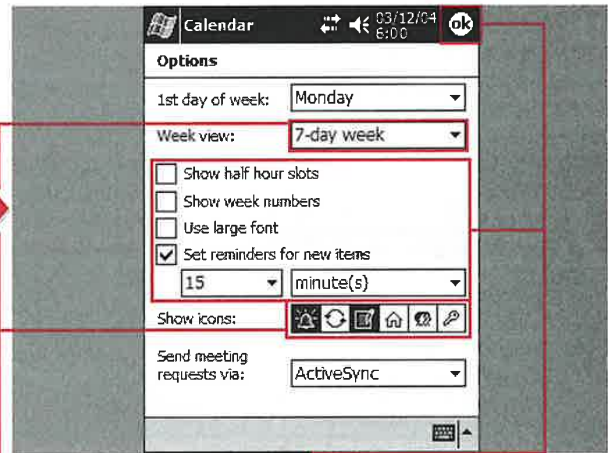 Calendar 03/12/04 6:00 ok
Options
1st day of week: Monday
Week view: 7-day week
Show half hour slots
Show week numbers
Use large font
Set reminders for new items
15 minute(s)
Show icons:
Send meeting requests via: ActiveSync